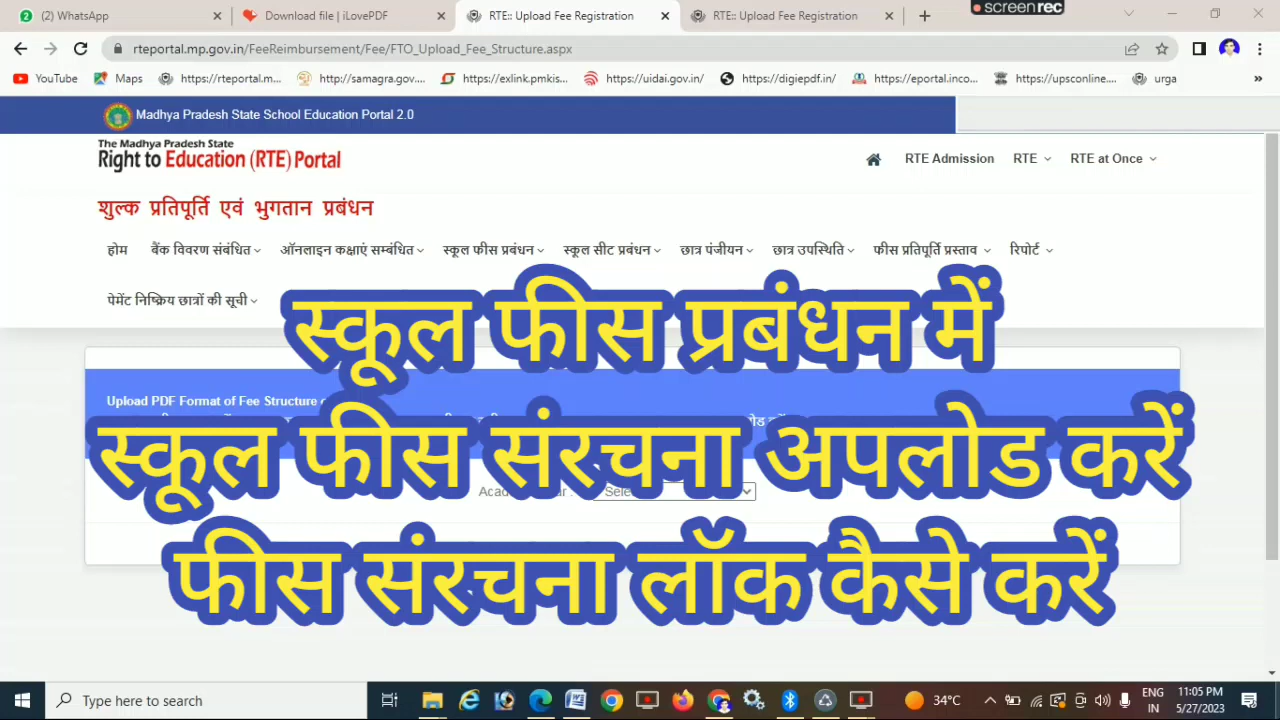 (2) WhatsApp
Download file | iLovePDF
RTE:: Upload Fee Registration
RTE:: Upload Fee Registration
screenrec
rteportal.mp.gov.in/FeeReimbursement/Fee/FTO_Upload_Fee_Structure.aspx
YouTube
Maps
https://rteportal.m...
http://samagra.gov....
https://exlink.pmkis...
https://uidai.gov.in/
https://digiepdf.in/
https://eportal.inco...
https://upsconline....
urga
Madhya Pradesh State School Education Portal 2.0
The Madhya Pradesh State
Right to Education (RTE) Portal
RTE Admission
RTE
RTE at Once
शुल्क प्रतिपूर्ति एवं भुगतान प्रबंधन
होम
बैंक विवरण संबंधित
ऑनलाइन कक्षाएं सम्बंधित
स्कूल फीस प्रबंधन
स्कूल सीट प्रबंधन
छात्र पंजीयन
छात्र उपस्थिति
फीस प्रतिपूर्ति प्रस्ताव
रिपोर्ट
पेमेंट निष्क्रिय छात्रों की सूची
स्कूल फीस प्रबंधन में
Upload PDF Format of Fee Structure
स्कूल फीस संरचना अपलोड करें
फीस संरचना लॉक कैसे करें
Type here to search
34°C
ENG
IN
11:05 PM
5/27/2023